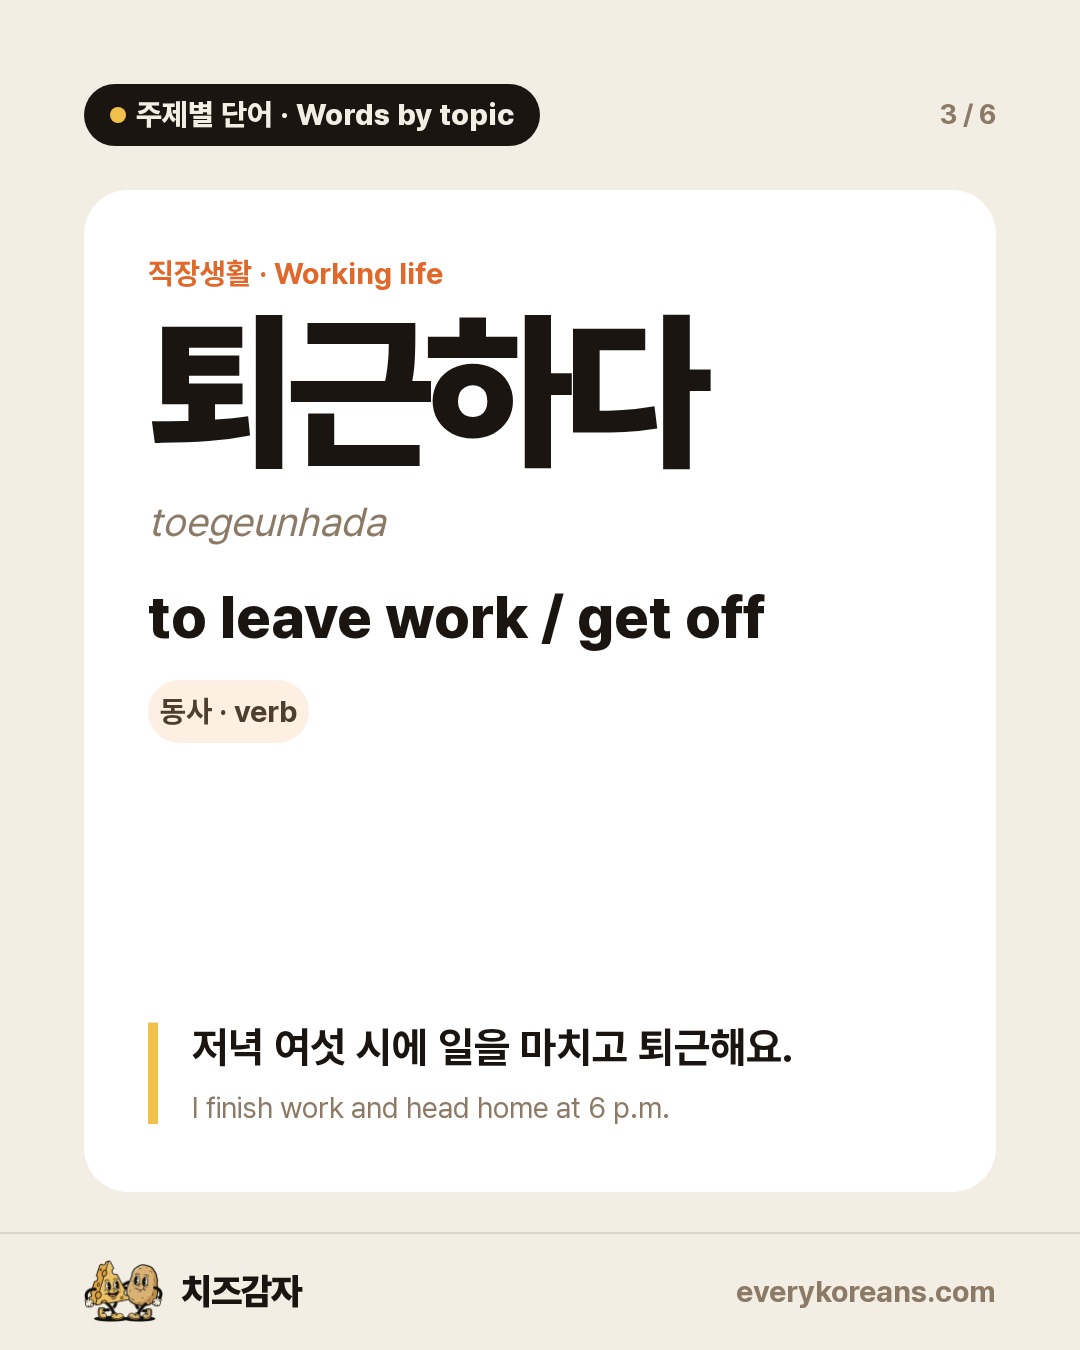 주제별 단어 · Words by topic
3 / 6
직장생활 · Working life
퇴근하다
toegeunhada
to leave work / get off
동사 · verb
저녁 여섯 시에 일을 마치고 퇴근해요.
I finish work and head home at 6 p.m.
치즈감자
everykoreans.com